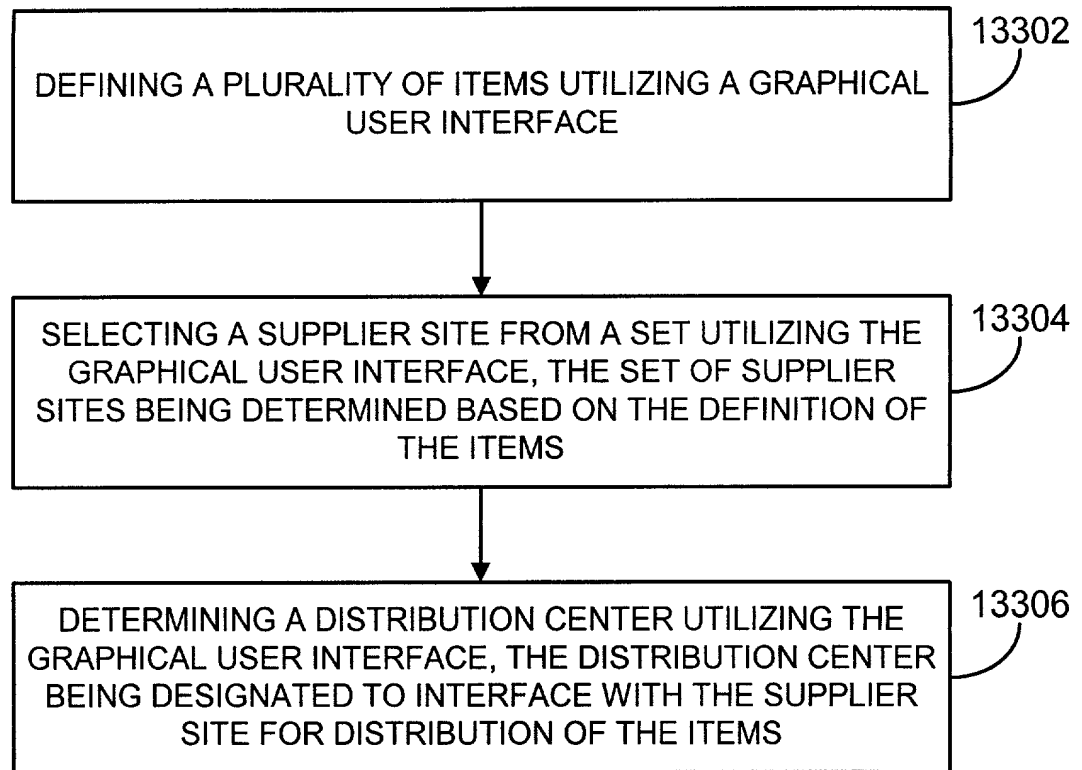 13302
DEFINING A PLURALITY OF ITEMS UTILIZING A GRAPHICAL
USER INTERFACE
13304
SELECTING A SUPPLIER SITE FROM A SET UTILIZING THE
GRAPHICAL USER INTERFACE, THE SET OF SUPPLIER
SITES BEING DETERMINED BASED ON THE DEFINITION OF
THE ITEMS
13306
DETERMINING A DISTRIBUTION CENTER UTILIZING THE
GRAPHICAL USER INTERFACE, THE DISTRIBUTION CENTER
BEING DESIGNATED TO INTERFACE WITH THE SUPPLIER
SITE FOR DISTRIBUTION OF THE ITEMS